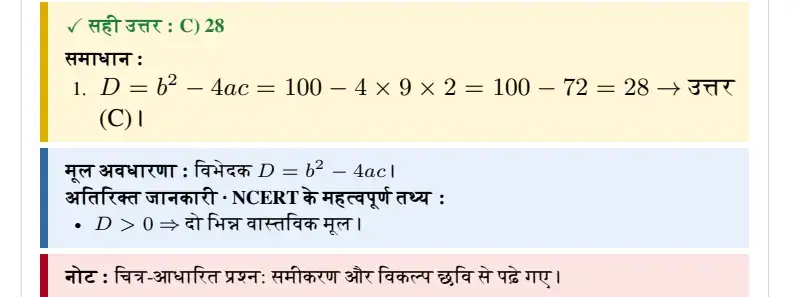 ✓ सही उत्तर : C) 28
समाधान :
1. D = b² − 4ac = 100 − 4 × 9 × 2 = 100 − 72 = 28 → उत्तर
(C)।
मूल अवधारणा : विभेदक D = b² − 4ac।
अतिरिक्त जानकारी · NCERT के महत्वपूर्ण तथ्य :
• D > 0 ⇒ दो भिन्न वास्तविक मूल।
नोट : चित्र-आधारित प्रश्न: समीकरण और विकल्प छवि से पढ़े गए।